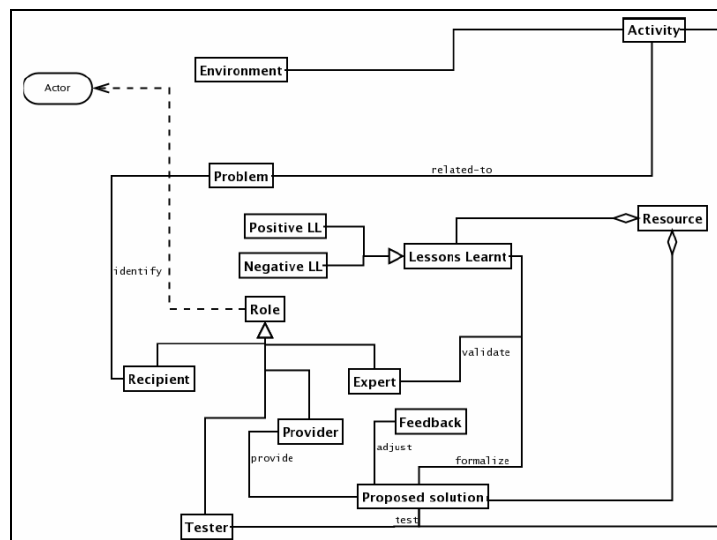 Activity
Environment
Actor
related-to
Problem
Positive LL
Resource
Negative LL
Lessons Learnt
identify
Role
validate
Recipient
Expert
Feedback
Provider
adjust
provide
formalize
Proposed solution
test
Tester